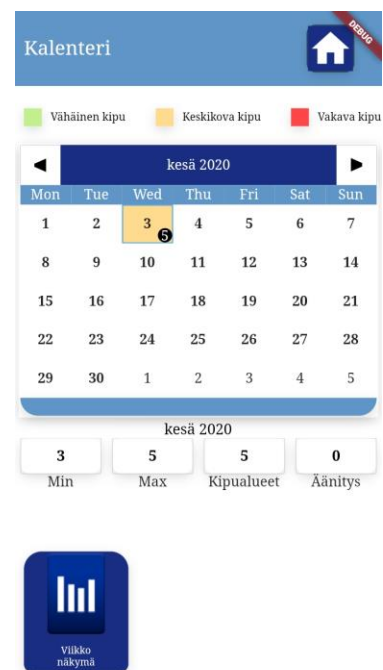 Kalenteri
DEBUG
Vähäinen kipu Keskikova kipu Vakava kipu
kesä 2020
Mon Tue Wed Thu Fri Sat Sun
1 2 3 4 5 6 7
5
8 9 10 11 12 13 14
15 16 17 18 19 20 21
22 23 24 25 26 27 28
29 30 1 2 3 4 5
kesä 2020
3 5 5 0
Min Max Kipualueet Äänitys
Viikko
näkymä